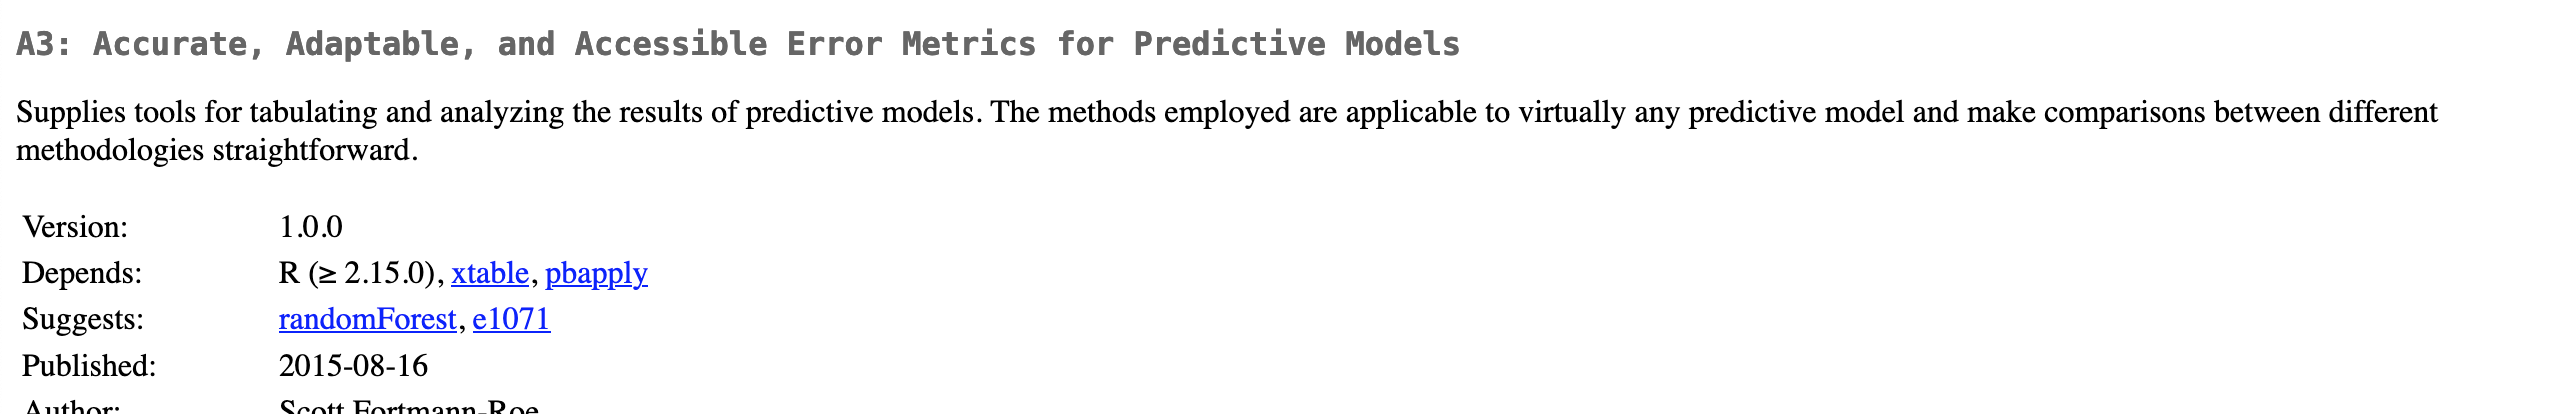 A3: Accurate, Adaptable, and Accessible Error Metrics for Predictive Models
Supplies tools for tabulating and analyzing the results of predictive models. The methods employed are applicable to virtually any predictive model and make comparisons between different
methodologies straightforward.
Version: 1.0.0
Depends: R (≥ 2.15.0), xtable, pbapply
Suggests: randomForest, e1071
Published: 2015-08-16
Author: Scott Fortmann-Roe